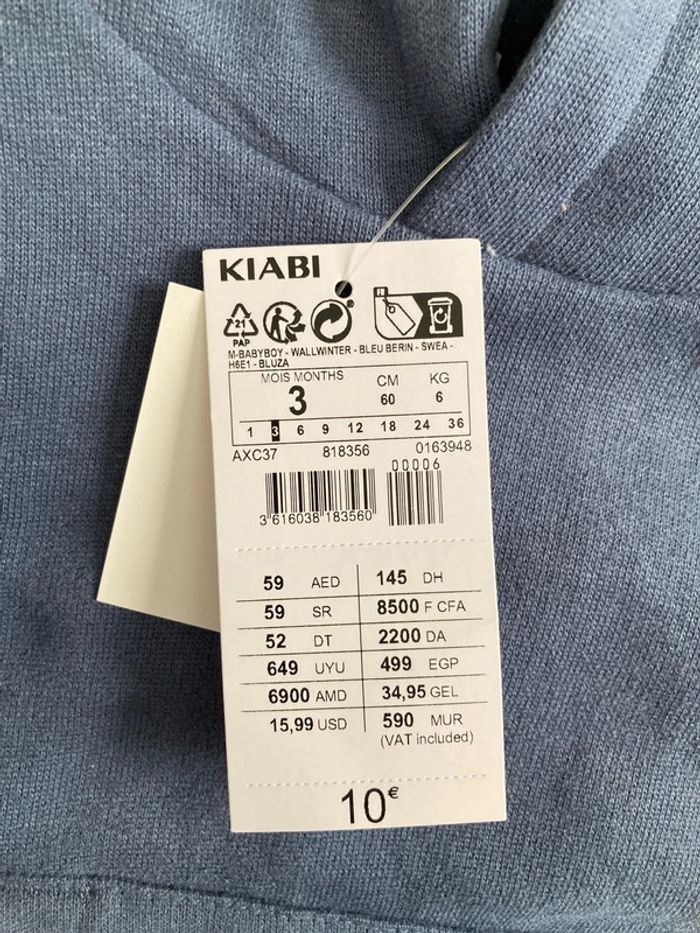 KIABI
21
PAP
FR
M-BABYBOY - WALLWINTER - BLEU BERIN - SWEA -
H6E1 - BLUZA
MOIS MONTHS CM KG
3 60 6
1 3 6 9 12 18 24 36
AXC37 818356 0163948
00006
3 616038 183560
59 AED 145 DH
59 SR 8500 F CFA
52 DT 2200 DA
649 UYU 499 EGP
6900 AMD 34,95 GEL
15,99 USD 590 MUR
(VAT included)
10€